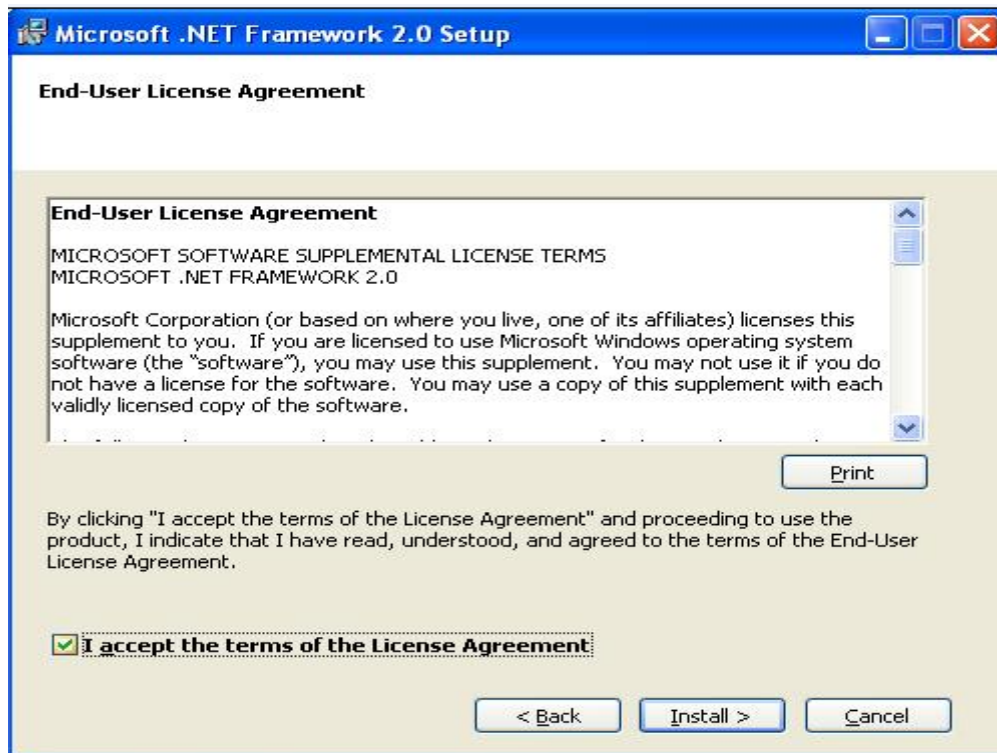 Microsoft .NET Framework 2.0 Setup
End-User License Agreement
End-User License Agreement
MICROSOFT SOFTWARE SUPPLEMENTAL LICENSE TERMS
MICROSOFT .NET FRAMEWORK 2.0
Microsoft Corporation (or based on where you live, one of its affiliates) licenses this
supplement to you.  If you are licensed to use Microsoft Windows operating system
software (the “software”), you may use this supplement.  You may not use it if you do
not have a license for the software.  You may use a copy of this supplement with each
validly licensed copy of the software.
Print
By clicking "I accept the terms of the License Agreement" and proceeding to use the
product, I indicate that I have read, understood, and agreed to the terms of the End-User
License Agreement.
I accept the terms of the License Agreement
< Back Install > Cancel